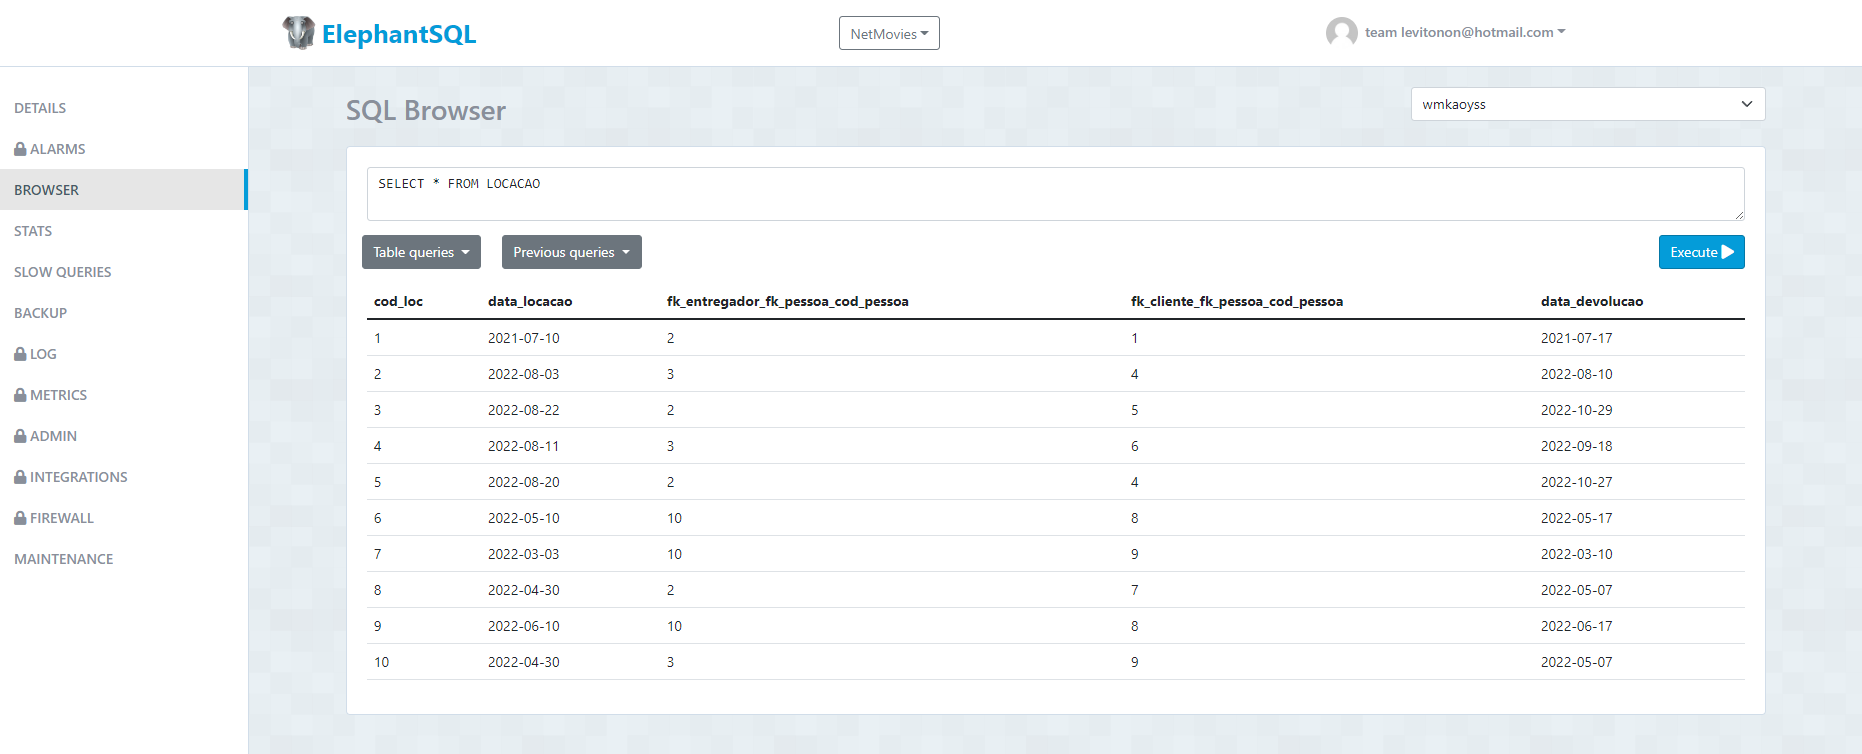 ElephantSQL
NetMovies
team levitonon@hotmail.com
DETAILS
ALARMS
BROWSER
STATS
SLOW QUERIES
BACKUP
LOG
METRICS
ADMIN
INTEGRATIONS
FIREWALL
MAINTENANCE
SQL Browser
wmkaoyss
SELECT * FROM LOCACAO
Table queries Previous queries Execute
cod_loc data_locacao fk_entregador_fk_pessoa_cod_pessoa fk_cliente_fk_pessoa_cod_pessoa data_devolucao
1 2021-07-10 2 1 2021-07-17
2 2022-08-03 3 4 2022-08-10
3 2022-08-22 2 5 2022-10-29
4 2022-08-11 3 6 2022-09-18
5 2022-08-20 2 4 2022-10-27
6 2022-05-10 10 8 2022-05-17
7 2022-03-03 10 9 2022-03-10
8 2022-04-30 2 7 2022-05-07
9 2022-06-10 10 8 2022-06-17
10 2022-04-30 3 9 2022-05-07